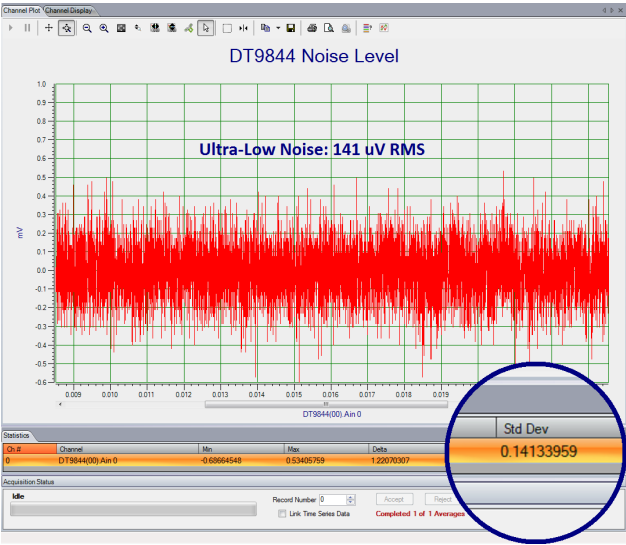 Channel Plot Channel Display
DT9844 Noise Level
Ultra-Low Noise: 141 uV RMS
mV
1.0
0.9
0.8
0.7
0.6
0.5
0.4
0.3
0.2
0.1
0.0
-0.1
-0.2
-0.3
-0.4
-0.5
-0.6
0.009 0.010 0.011 0.012 0.013 0.014 0.015 0.016 0.017 0.018 0.019
DT9844(00).Ain 0
Statistics
Ch # Channel Min Max Delta Std Dev
0 DT9844(00).Ain 0 -0.68664548 0.53405759 1.22070307 0.14133959
Acquisition Status
Idle
Record Number 0 Accept Reject
Link Time Series Data Completed 1 of 1 Averages